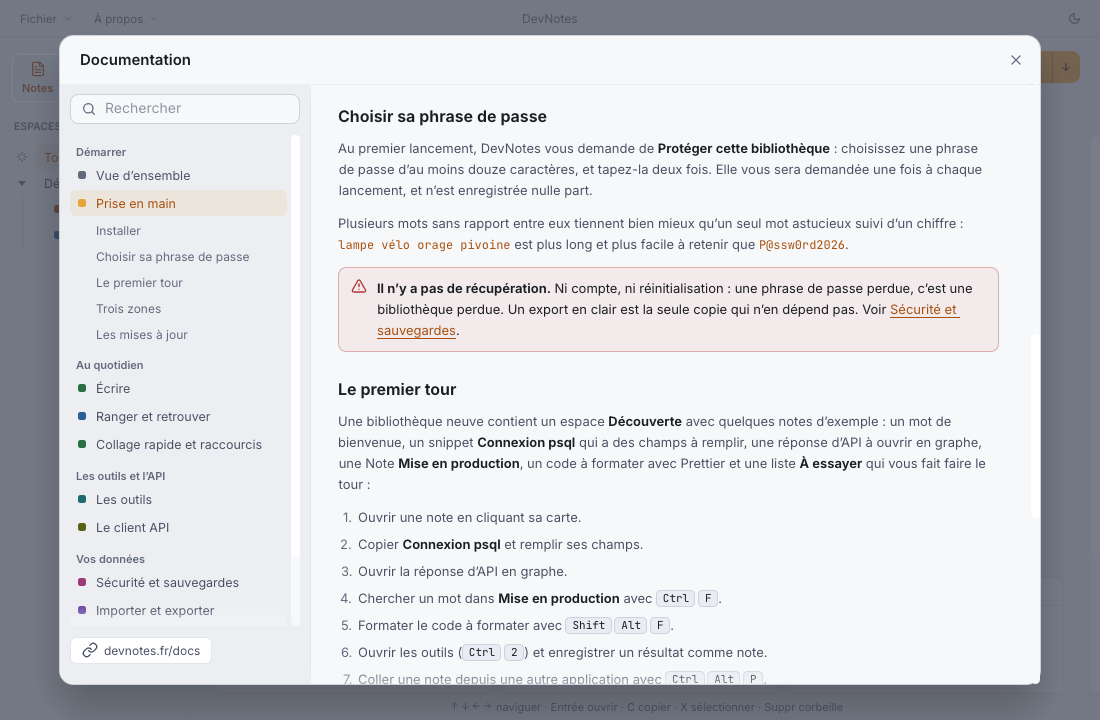 Fichier
À propos
DevNotes
Notes
ESPACES
To
Dé
Documentation
Rechercher
Démarrer
Vue d’ensemble
Prise en main
Installer
Choisir sa phrase de passe
Le premier tour
Trois zones
Les mises à jour
Au quotidien
Écrire
Ranger et retrouver
Collage rapide et raccourcis
Les outils et l’API
Les outils
Le client API
Vos données
Sécurité et sauvegardes
Importer et exporter
devnotes.fr/docs
Choisir sa phrase de passe
Au premier lancement, DevNotes vous demande de Protéger cette bibliothèque : choisissez une phrase
de passe d’au moins douze caractères, et tapez-la deux fois. Elle vous sera demandée une fois à chaque
lancement, et n’est enregistrée nulle part.
Plusieurs mots sans rapport entre eux tiennent bien mieux qu’un seul mot astucieux suivi d’un chiffre :
lampe vélo orage pivoine est plus long et plus facile à retenir que P@ssw0rd2026.
Il n’y a pas de récupération. Ni compte, ni réinitialisation : une phrase de passe perdue, c’est une
bibliothèque perdue. Un export en clair est la seule copie qui n’en dépend pas. Voir Sécurité et
sauvegardes.
Le premier tour
Une bibliothèque neuve contient un espace Découverte avec quelques notes d’exemple : un mot de
bienvenue, un snippet Connexion psql qui a des champs à remplir, une réponse d’API à ouvrir en graphe,
une Note Mise en production, un code à formater avec Prettier et une liste À essayer qui vous fait faire le
tour :
1. Ouvrir une note en cliquant sa carte.
2. Copier Connexion psql et remplir ses champs.
3. Ouvrir la réponse d’API en graphe.
4. Chercher un mot dans Mise en production avec Ctrl F.
5. Formater le code à formater avec Shift Alt F.
6. Ouvrir les outils (Ctrl 2) et enregistrer un résultat comme note.
7. Coller une note depuis une autre application avec Ctrl Alt P.
↑↓←→ naviguer · Entrée ouvrir · C copier · X sélectionner · Suppr corbeille